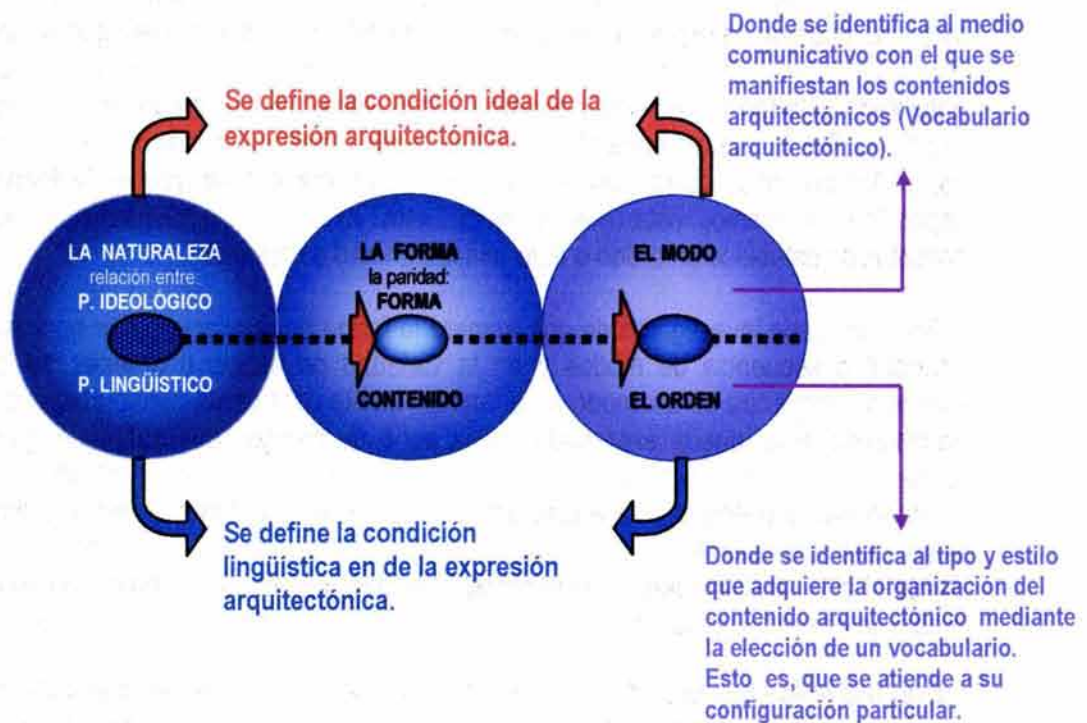 Donde se identifica al medio
comunicativo con el que se
manifiestan los contenidos
arquitectónicos (Vocabulario
arquitectónico).
Se define la condición ideal de la
expresión arquitectónica.
LA NATURALEZA
relación entre:
P. IDEOLÓGICO
P. LINGÜÍSTICO
LA FORMA
la paridad:
FORMA
CONTENIDO
EL MODO
EL ORDEN
Se define la condición
lingüística en de la expresión
arquitectónica.
Donde se identifica al tipo y estilo
que adquiere la organización del
contenido arquitectónico mediante
la elección de un vocabulario.
Esto es, que se atiende a su
configuración particular.